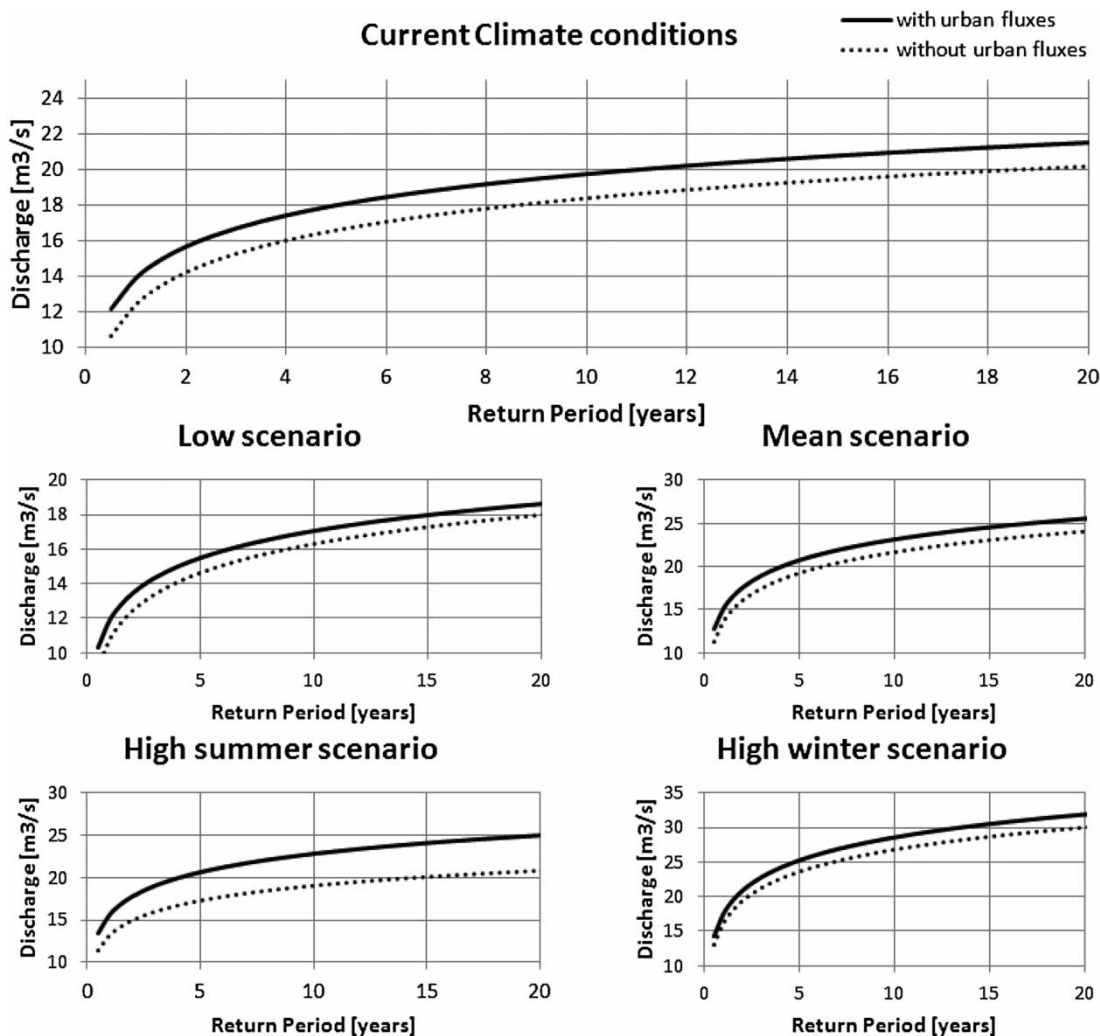 Current Climate conditions
with urban fluxes
without urban fluxes
Discharge [m3/s]
24
22
20
18
16
14
12
10
0 2 4 6 8 10 12 14 16 18 20
Return Period [years]
Low scenario
Discharge [m3/s]
20
18
16
14
12
10
0 5 10 15 20
Return Period [years]
Mean scenario
Discharge [m3/s]
30
25
20
15
10
0 5 10 15 20
Return Period [years]
High summer scenario
Discharge [m3/s]
30
25
20
15
10
0 5 10 15 20
Return Period [years]
High winter scenario
Discharge [m3/s]
35
30
25
20
15
10
0 5 10 15 20
Return Period [years]